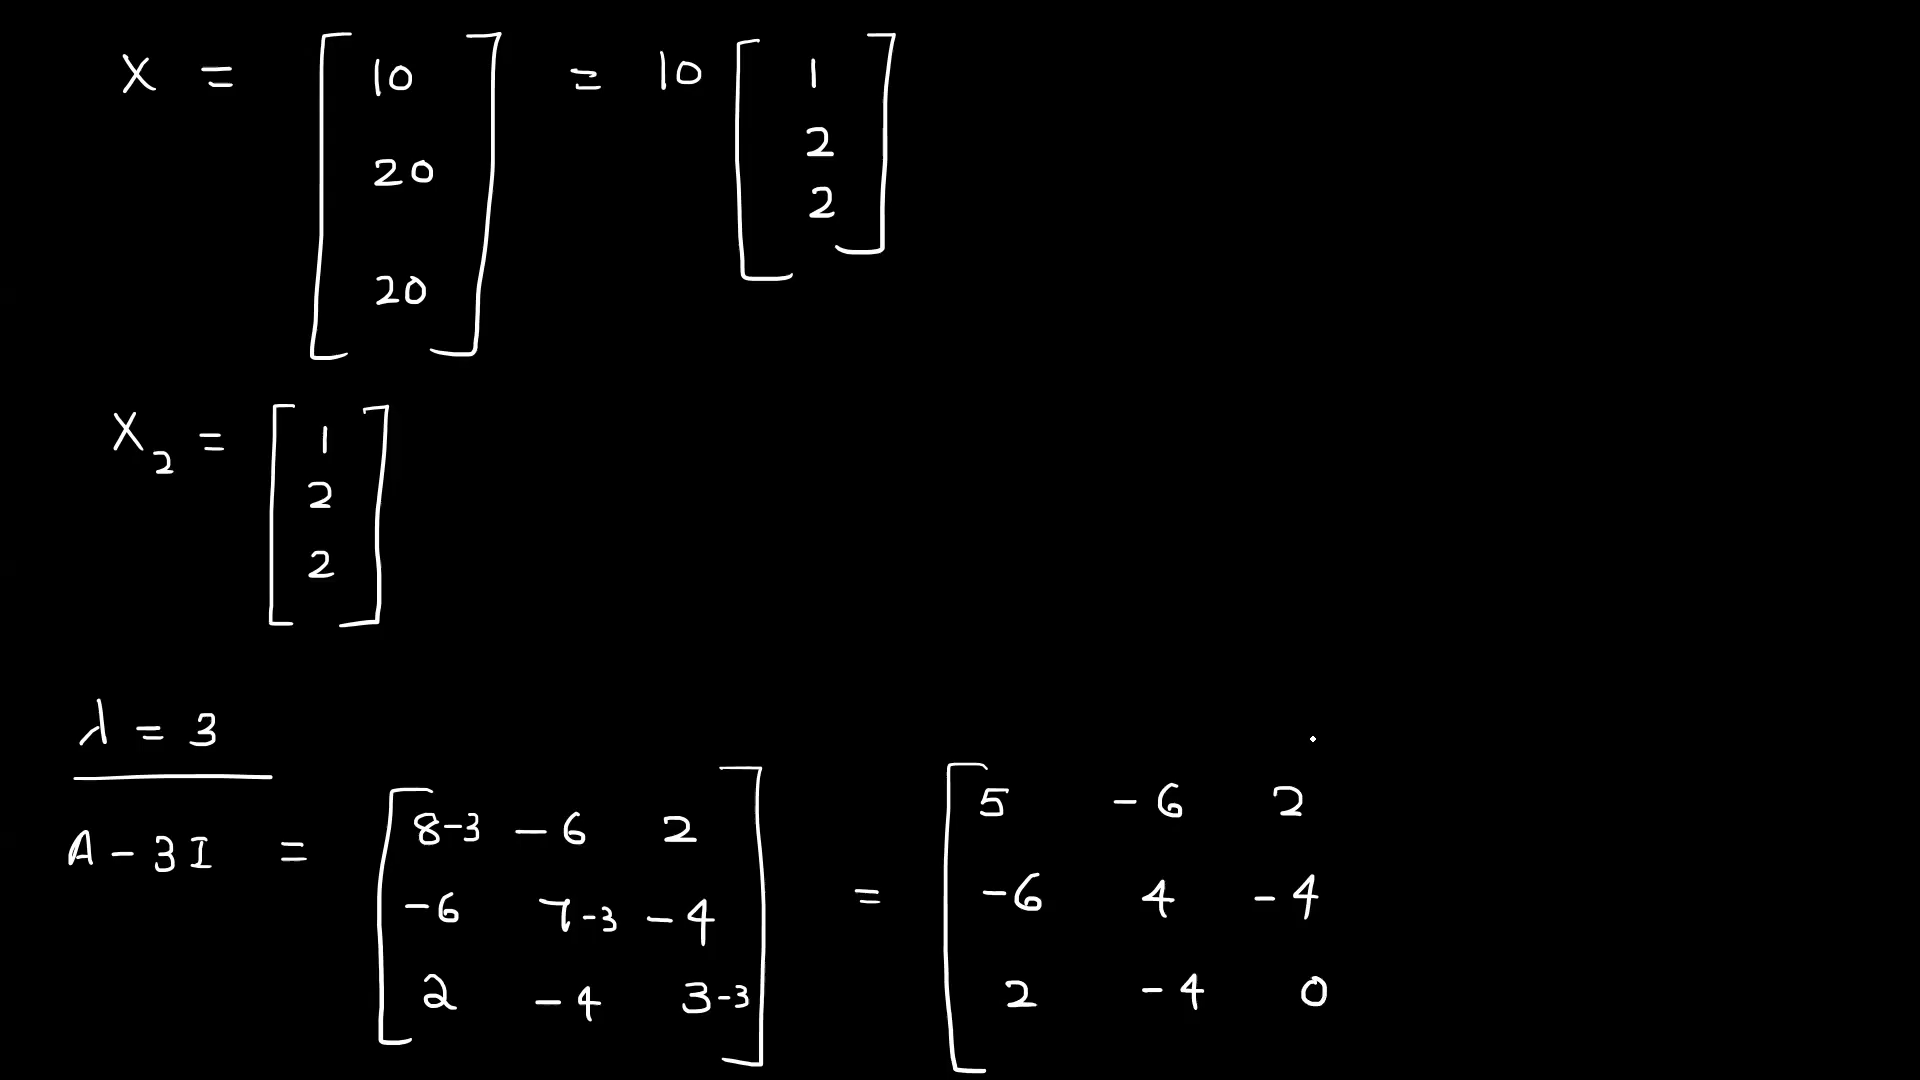 X = [ 10 ] = 10 [ 1 ]
[ 20 ] [ 2 ]
[ 20 ] [ 2 ]
X₂ = [ 1 ]
[ 2 ]
[ 2 ]
λ = 3
A - 3I = [ 8-3 -6 2 ] = [ 5 -6 2
[ -6 7-3 -4 ] [ -6 4 -4
[ 2 -4 3-3 ] [ 2 -4 0